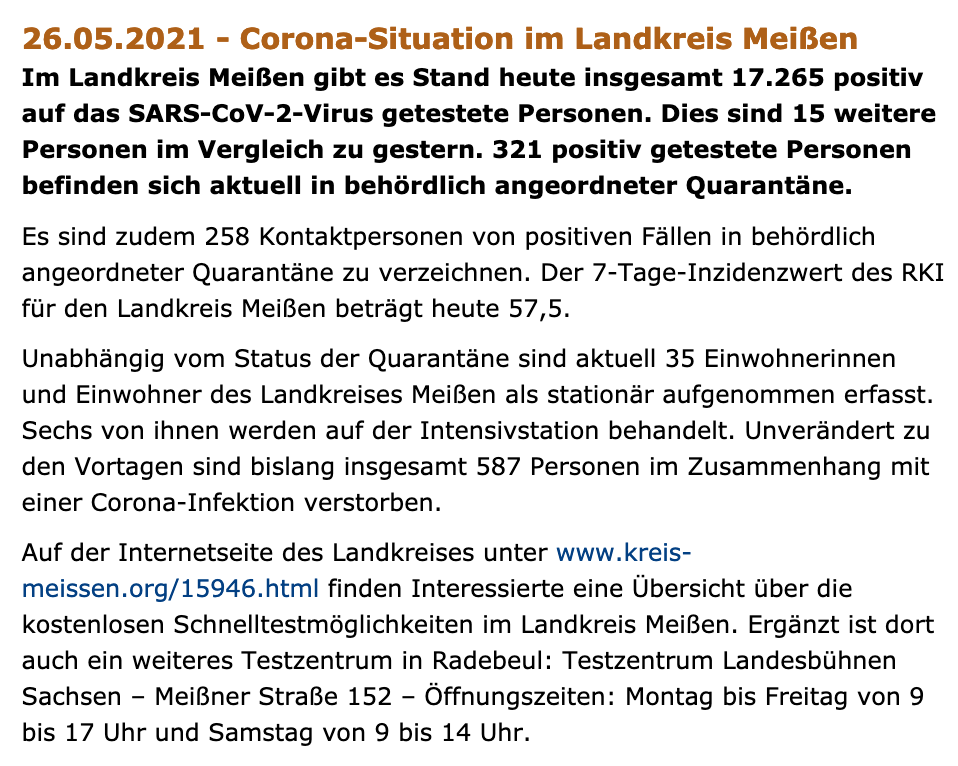 26.05.2021 - Corona-Situation im Landkreis Meißen
Im Landkreis Meißen gibt es Stand heute insgesamt 17.265 positiv
auf das SARS-CoV-2-Virus getestete Personen. Dies sind 15 weitere
Personen im Vergleich zu gestern. 321 positiv getestete Personen
befinden sich aktuell in behördlich angeordneter Quarantäne.
Es sind zudem 258 Kontaktpersonen von positiven Fällen in behördlich
angeordneter Quarantäne zu verzeichnen. Der 7-Tage-Inzidenzwert des RKI
für den Landkreis Meißen beträgt heute 57,5.
Unabhängig vom Status der Quarantäne sind aktuell 35 Einwohnerinnen
und Einwohner des Landkreises Meißen als stationär aufgenommen erfasst.
Sechs von ihnen werden auf der Intensivstation behandelt. Unverändert zu
den Vortagen sind bislang insgesamt 587 Personen im Zusammenhang mit
einer Corona-Infektion verstorben.
Auf der Internetseite des Landkreises unter www.kreis-
meissen.org/15946.html finden Interessierte eine Übersicht über die
kostenlosen Schnelltestmöglichkeiten im Landkreis Meißen. Ergänzt ist dort
auch ein weiteres Testzentrum in Radebeul: Testzentrum Landesbühnen
Sachsen – Meißner Straße 152 – Öffnungszeiten: Montag bis Freitag von 9
bis 17 Uhr und Samstag von 9 bis 14 Uhr.